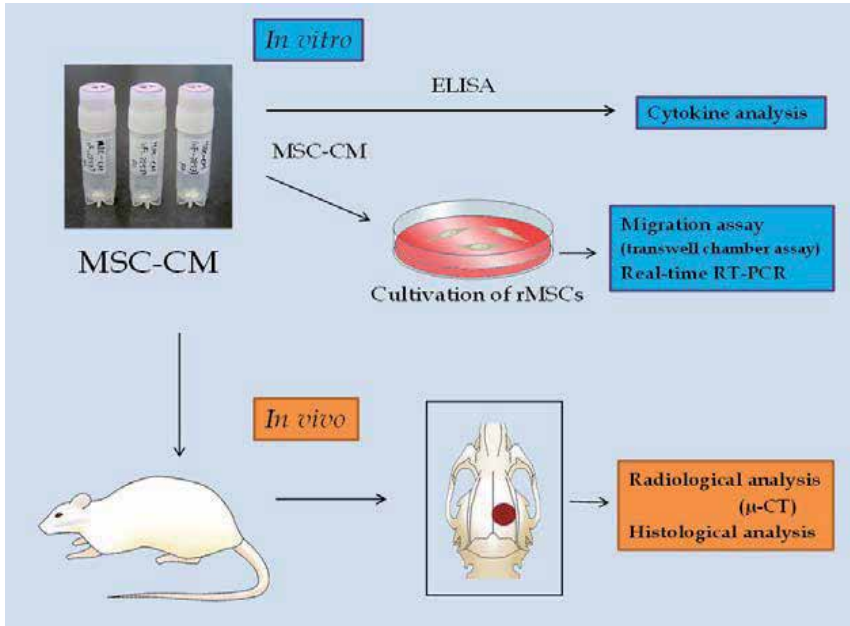 In vitro
ELISA
Cytokine analysis
MSC-CM
MSC-CM
Migration assay
(transwell chamber assay)
Real-time RT-PCR
Cultivation of rMSCs
In vivo
Radiological analysis
(μ-CT)
Histological analysis